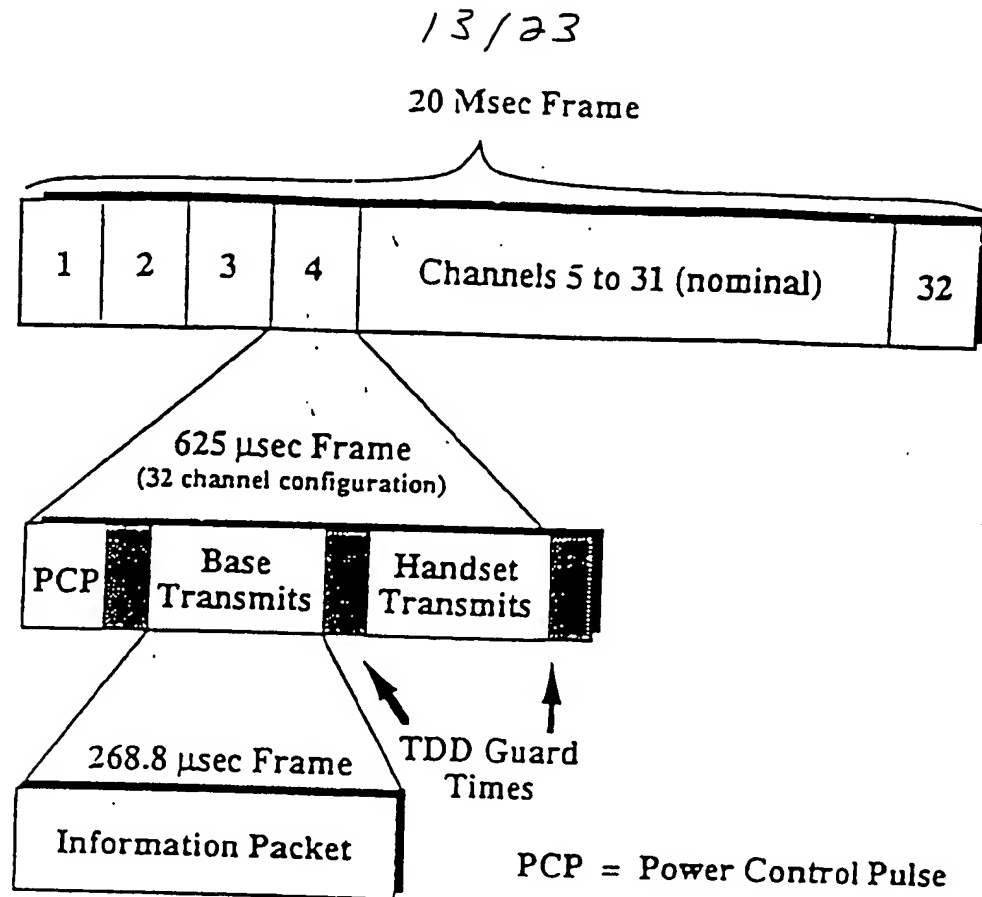 13/23
20 Msec Frame
1 2 3 4 Channels 5 to 31 (nominal) 32
625 µsec Frame
(32 channel configuration)
PCP Base Transmits Handset Transmits
TDD Guard
Times
268.8 µsec Frame
Information Packet
PCP = Power Control Pulse